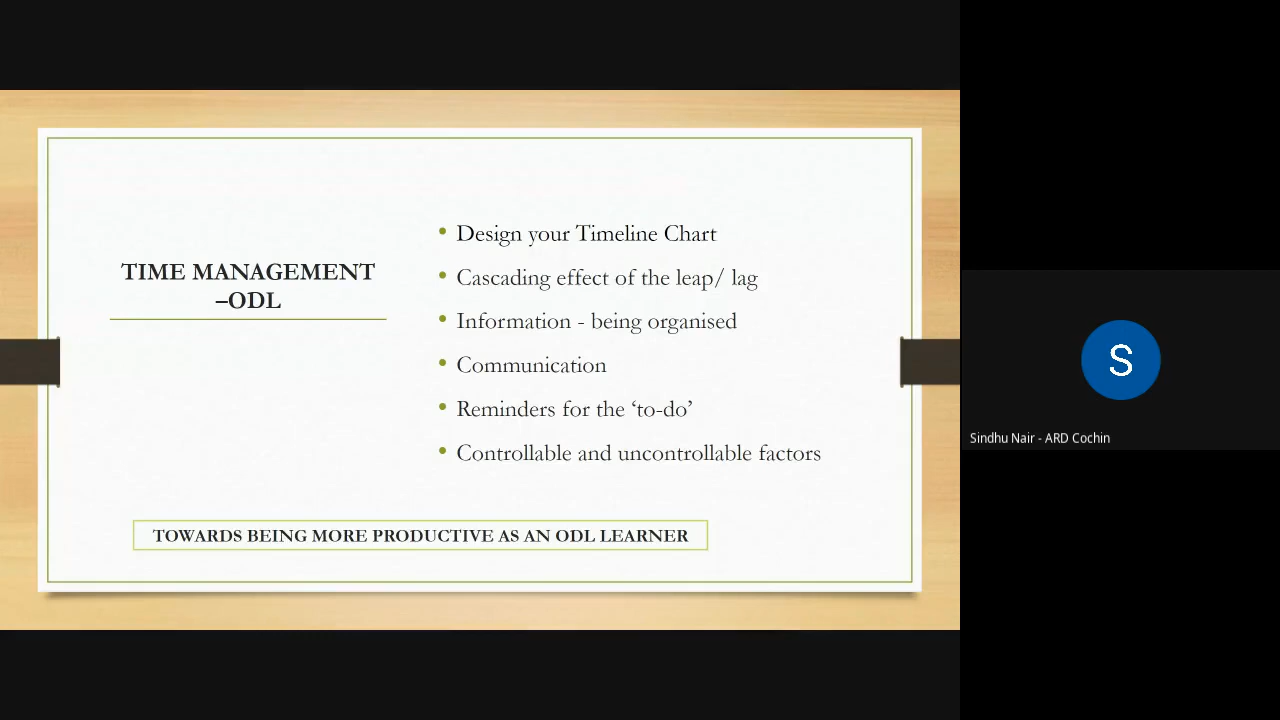 TIME MANAGEMENT
–ODL
• Design your Timeline Chart
• Cascading effect of the leap/ lag
• Information - being organised
• Communication
• Reminders for the ‘to-do’
• Controllable and uncontrollable factors
TOWARDS BEING MORE PRODUCTIVE AS AN ODL LEARNER
S
Sindhu Nair - ARD Cochin